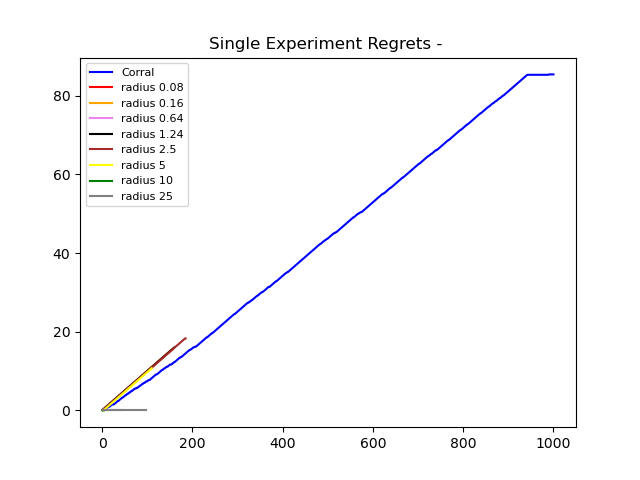 Single Experiment Regrets -
Corral
radius 0.08
radius 0.16
radius 0.64
radius 1.24
radius 2.5
radius 5
radius 10
radius 25
80
60
40
20
0
0 200 400 600 800 1000